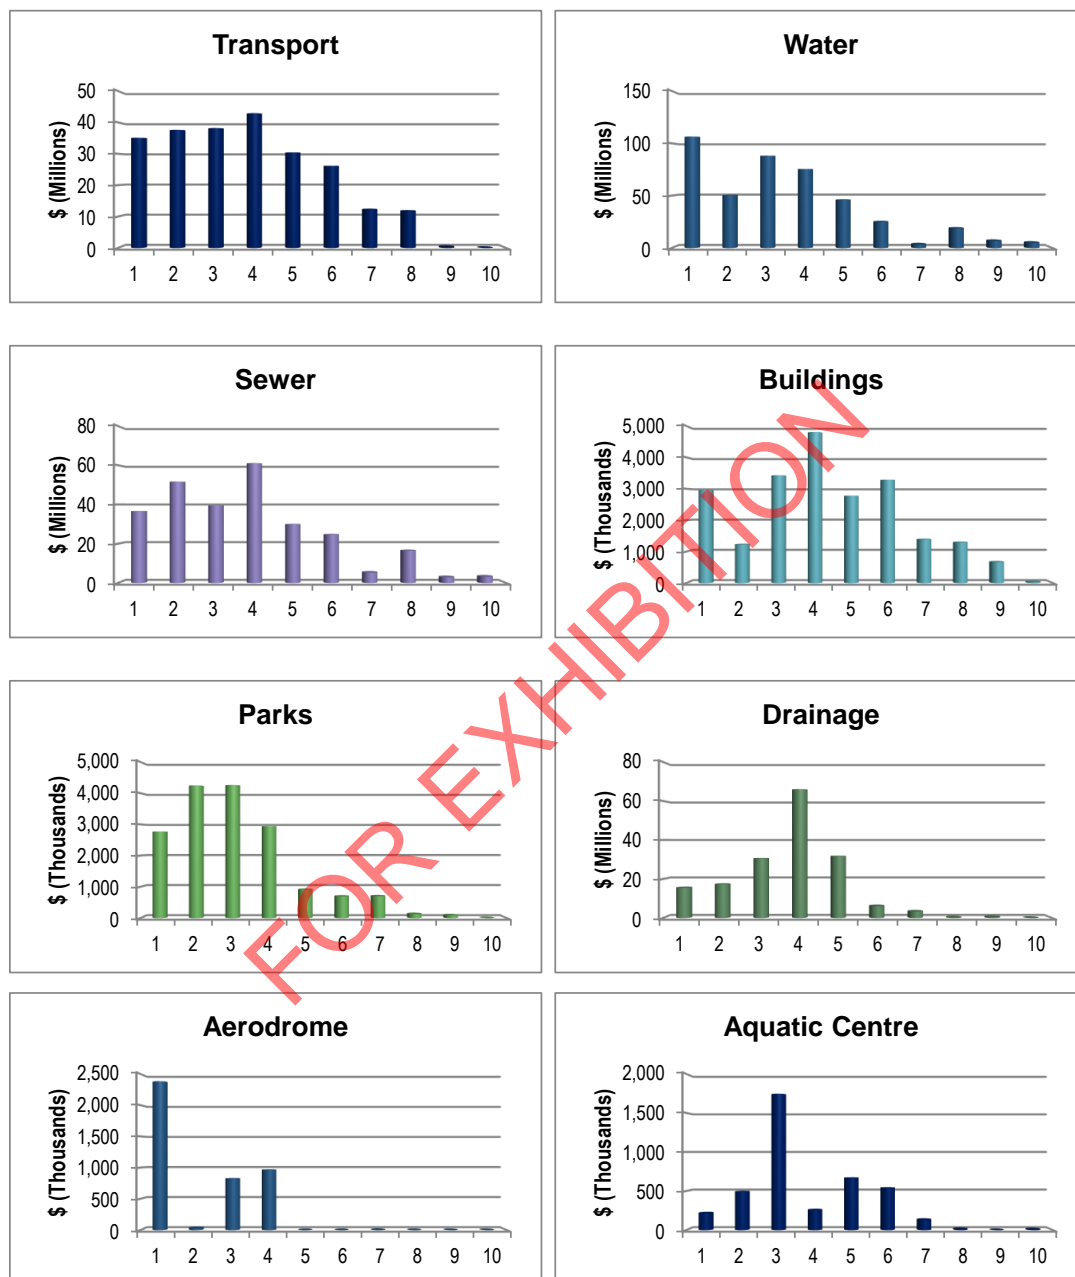 Transport
$ (Millions)
50
40
30
20
10
0
1 2 3 4 5 6 7 8 9 10
Water
$ (Millions)
150
100
50
0
1 2 3 4 5 6 7 8 9 10
Sewer
$ (Millions)
80
60
40
20
0
1 2 3 4 5 6 7 8 9 10
Buildings
$ (Thousands)
5,000
4,000
3,000
2,000
1,000
0
1 2 3 4 5 6 7 8 9 10
Parks
$ (Thousands)
5,000
4,000
3,000
2,000
1,000
0
1 2 3 4 5 6 7 8 9 10
Drainage
$ (Millions)
80
60
40
20
0
1 2 3 4 5 6 7 8 9 10
Aerodrome
$ (Thousands)
2,500
2,000
1,500
1,000
500
0
1 2 3 4 5 6 7 8 9 10
Aquatic Centre
$ (Thousands)
2,000
1,500
1,000
500
0
1 2 3 4 5 6 7 8 9 10
FOR EXHIBITION